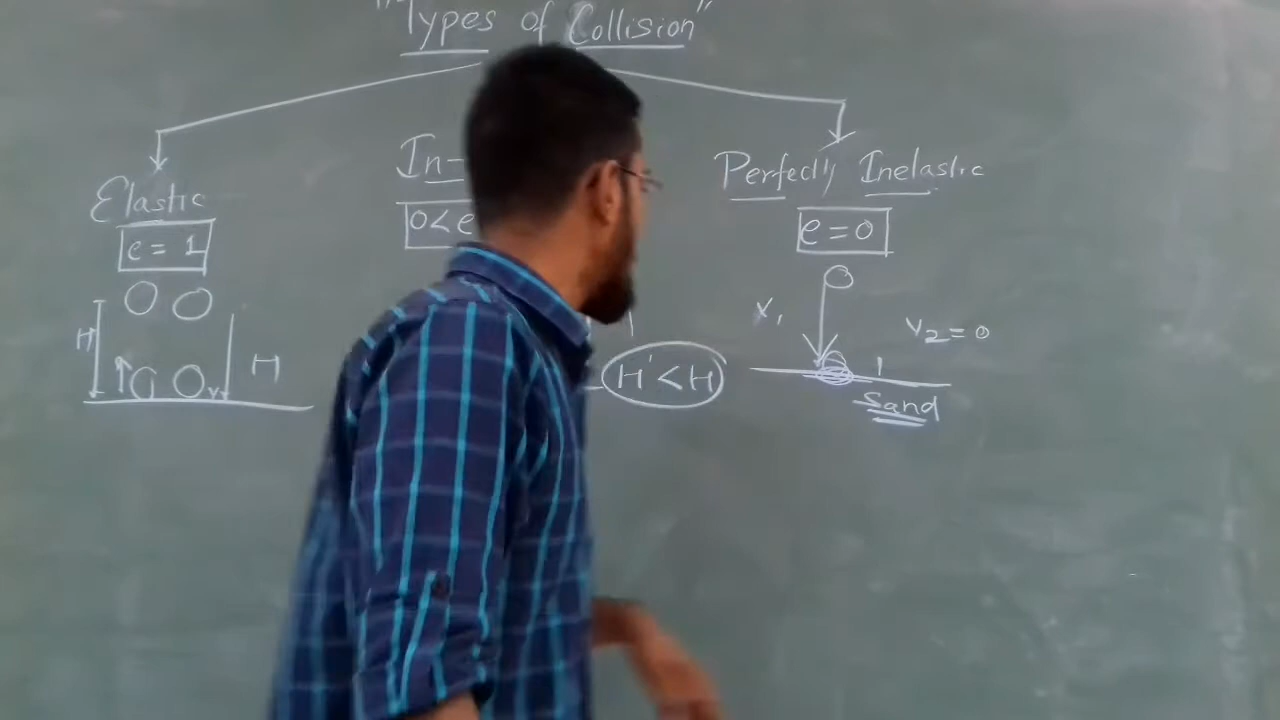 "Types of Collision"
Elastic
e = 1
H
H
In-
0<e
H' < H
Perfectly Inelastic
e=0
V₁
V₂=0
Sand